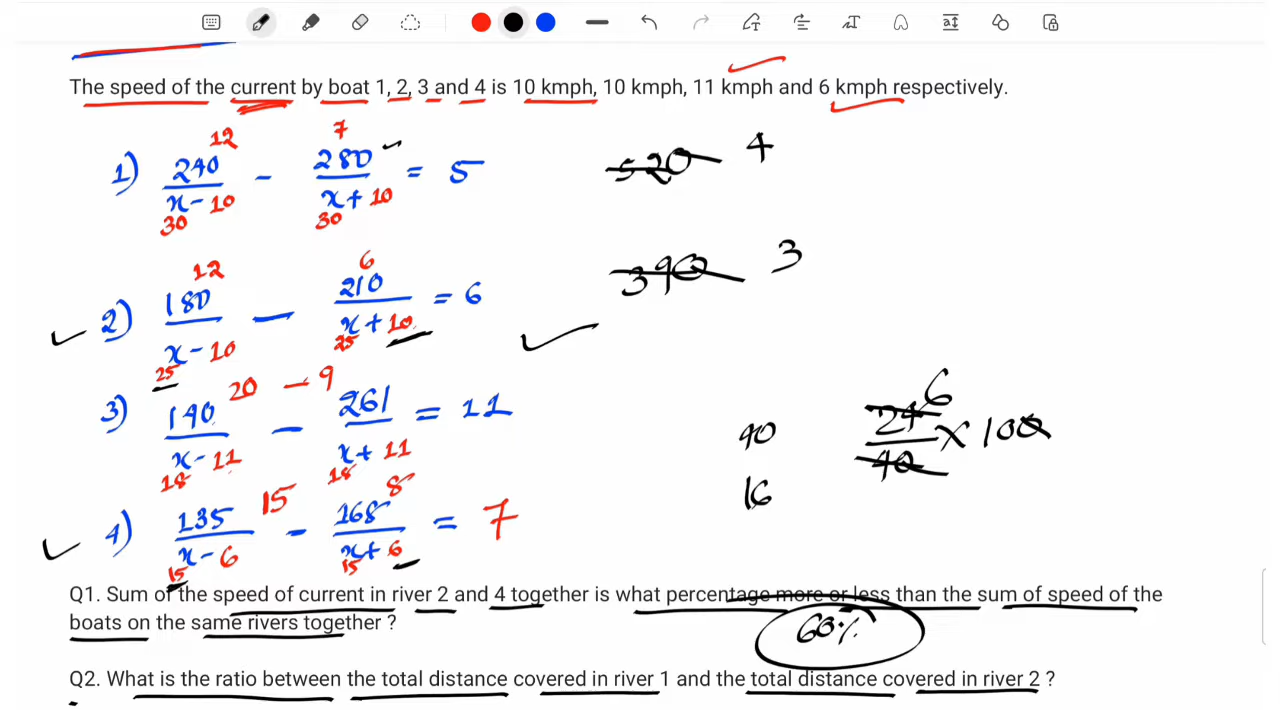 The speed of the current by boat 1, 2, 3 and 4 is 10 kmph, 10 kmph, 11 kmph and 6 kmph respectively.
12 7
1) 240/x-10 - 280/x+10 = 5 520 4
30 30
12 6
2) 180/x-10 - 210/x+10 = 6 390 3
25 25
20 - 9
3) 140/x-11 - 261/x+11 = 11
18 18
40 24/40 6 × 100
16
15 8
4) 135/x-6 - 168/x+6 = 7
15 15
Q1. Sum of the speed of current in river 2 and 4 together is what percentage more or less than the sum of speed of the
boats on the same rivers together ?
60%
Q2. What is the ratio between the total distance covered in river 1 and the total distance covered in river 2 ?